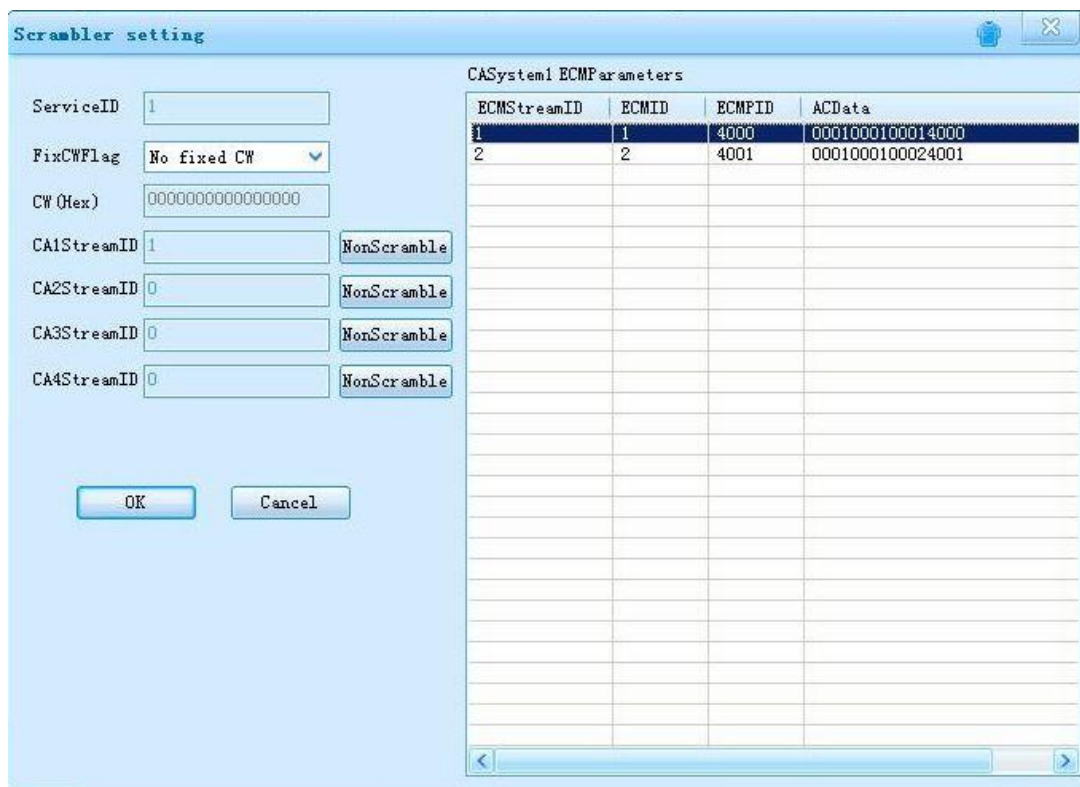 Scrambler setting
CASystem1 ECMParameters
ServiceID 1
FixCWFlag No fixed CW
CW(Hex) 0000000000000000
CA1StreamID 1 NonScramble
CA2StreamID 0 NonScramble
CA3StreamID 0 NonScramble
CA4StreamID 0 NonScramble
OK Cancel
ECMStreamID ECMID ECMPID ACData
1 1 4000 0001000100014000
2 2 4001 0001000100024001